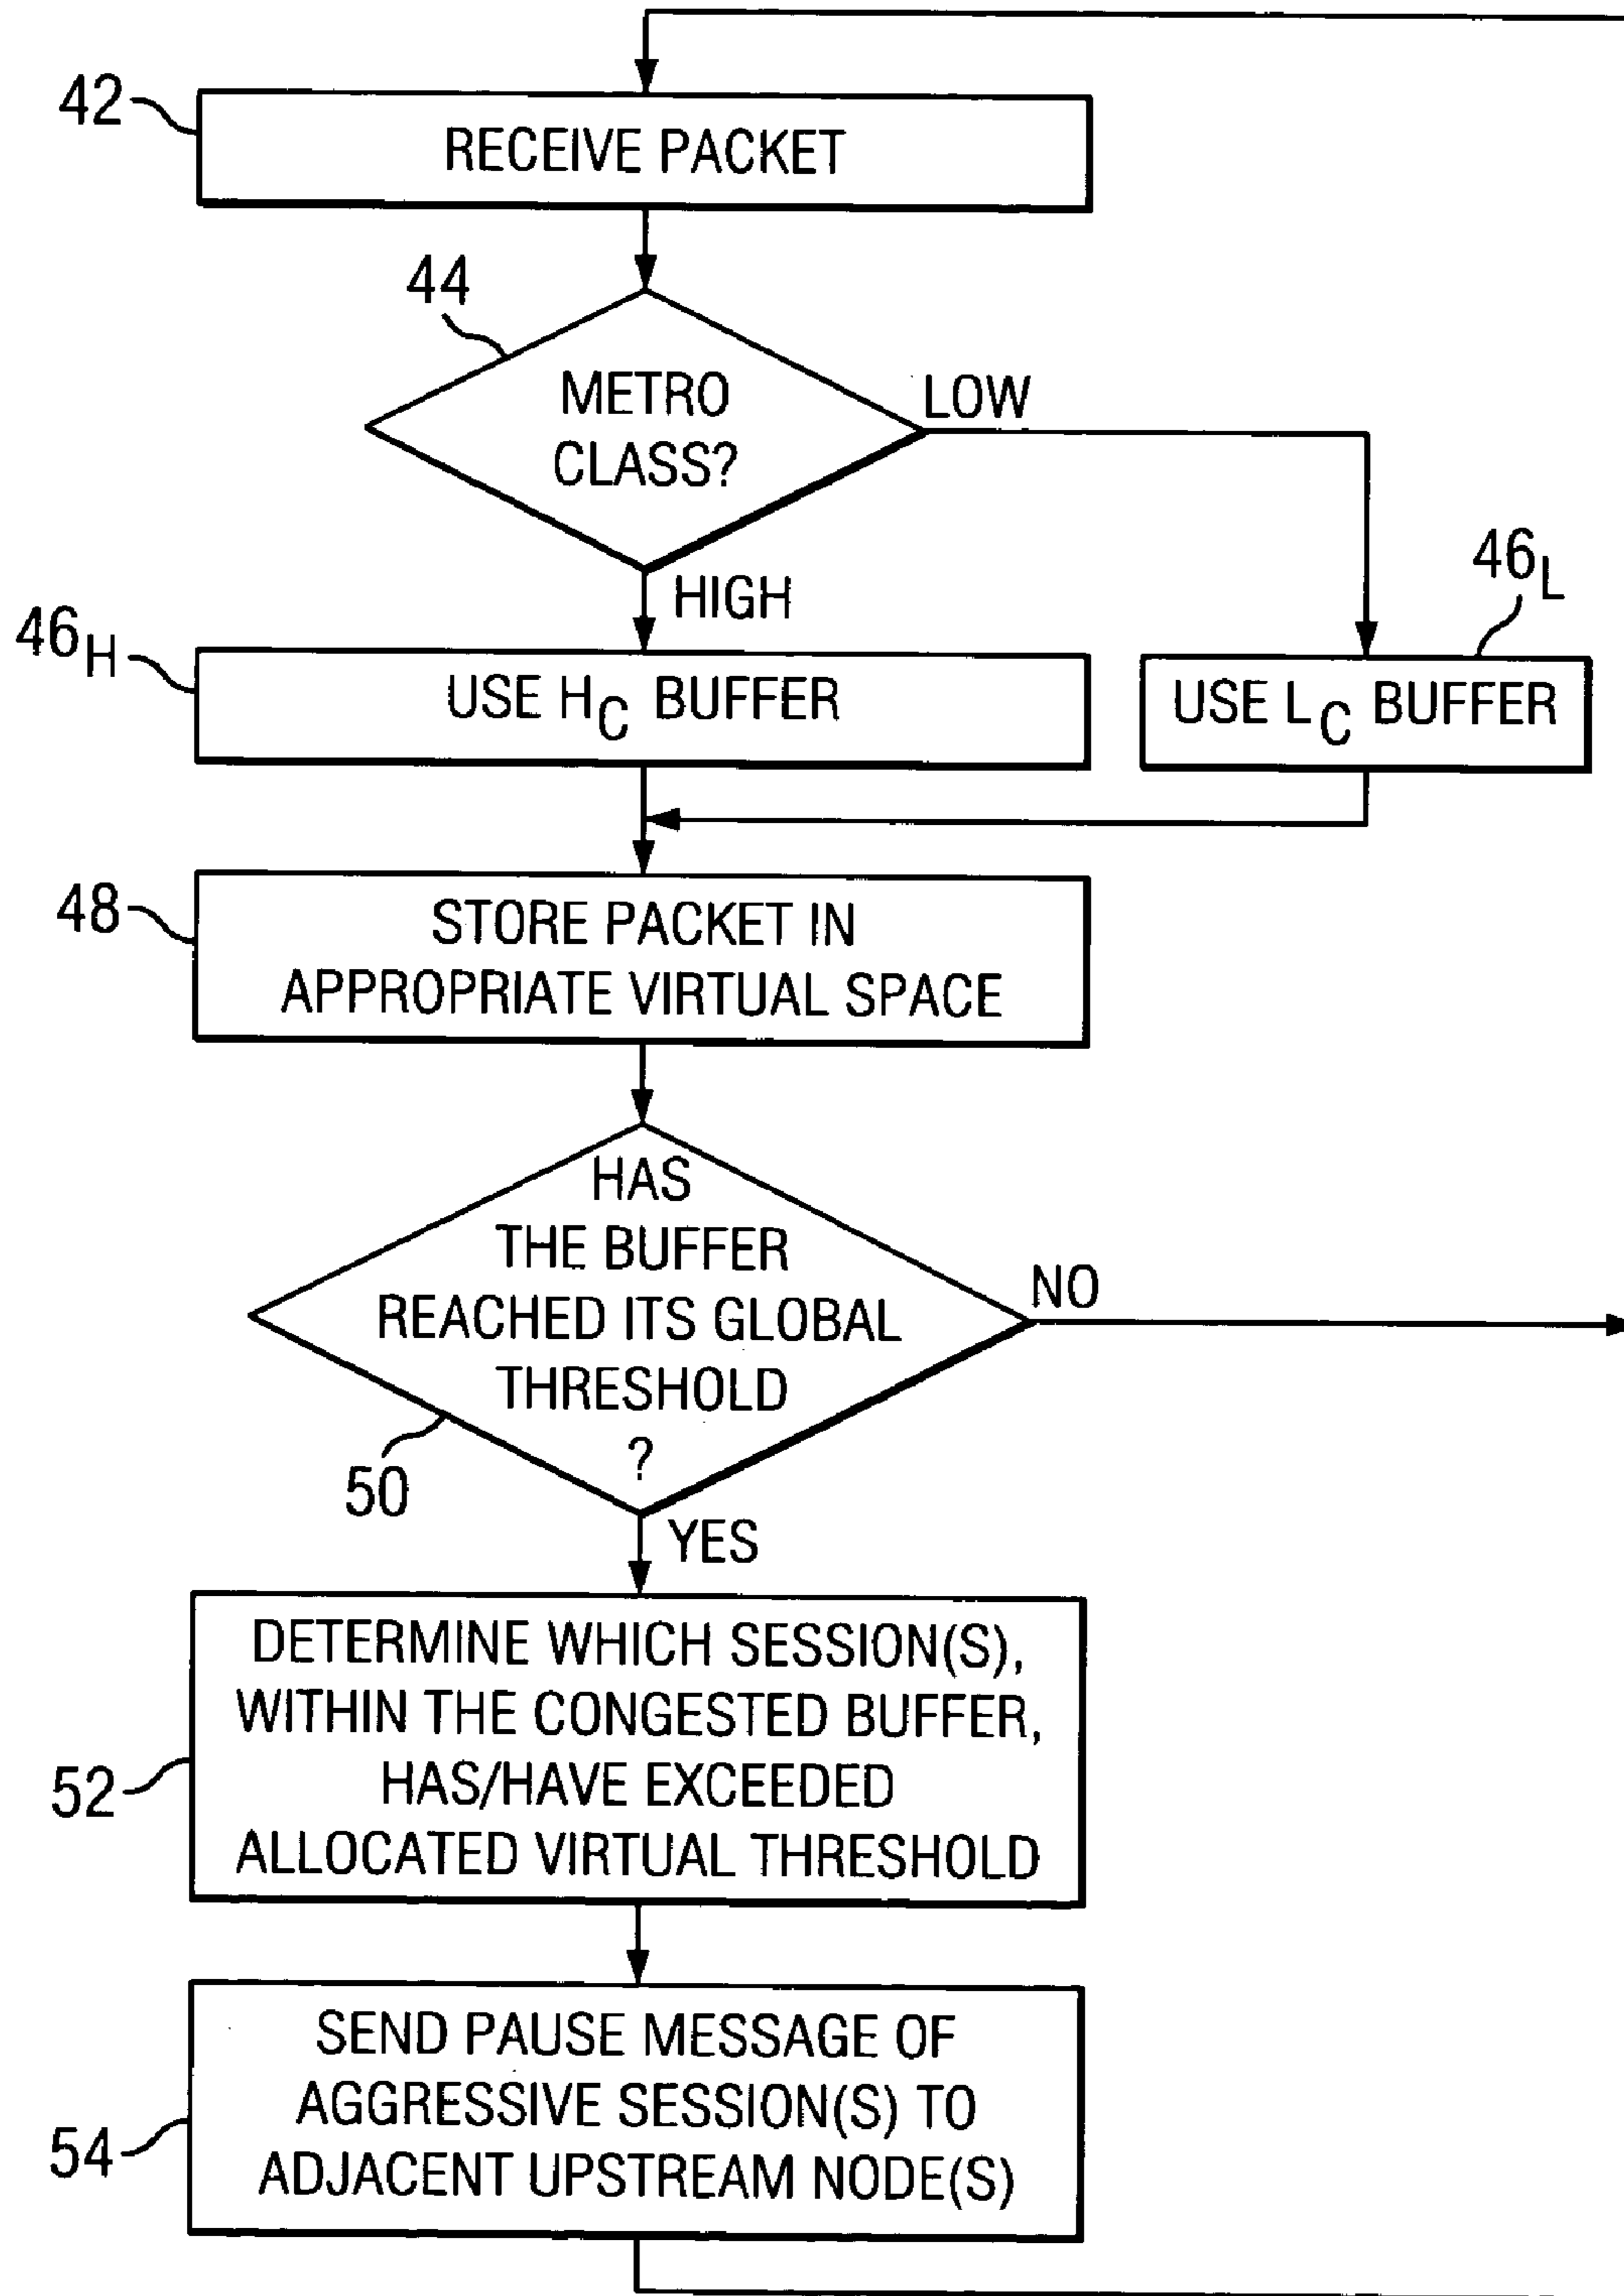 42
RECEIVE PACKET
44
METRO
CLASS?
LOW
HIGH
46H
USE HC BUFFER
46L
USE LC BUFFER
48
STORE PACKET IN
APPROPRIATE VIRTUAL SPACE
HAS
THE BUFFER
REACHED ITS GLOBAL
THRESHOLD
?
NO
50
YES
52
DETERMINE WHICH SESSION(S),
WITHIN THE CONGESTED BUFFER,
HAS/HAVE EXCEEDED
ALLOCATED VIRTUAL THRESHOLD
54
SEND PAUSE MESSAGE OF
AGGRESSIVE SESSION(S) TO
ADJACENT UPSTREAM NODE(S)